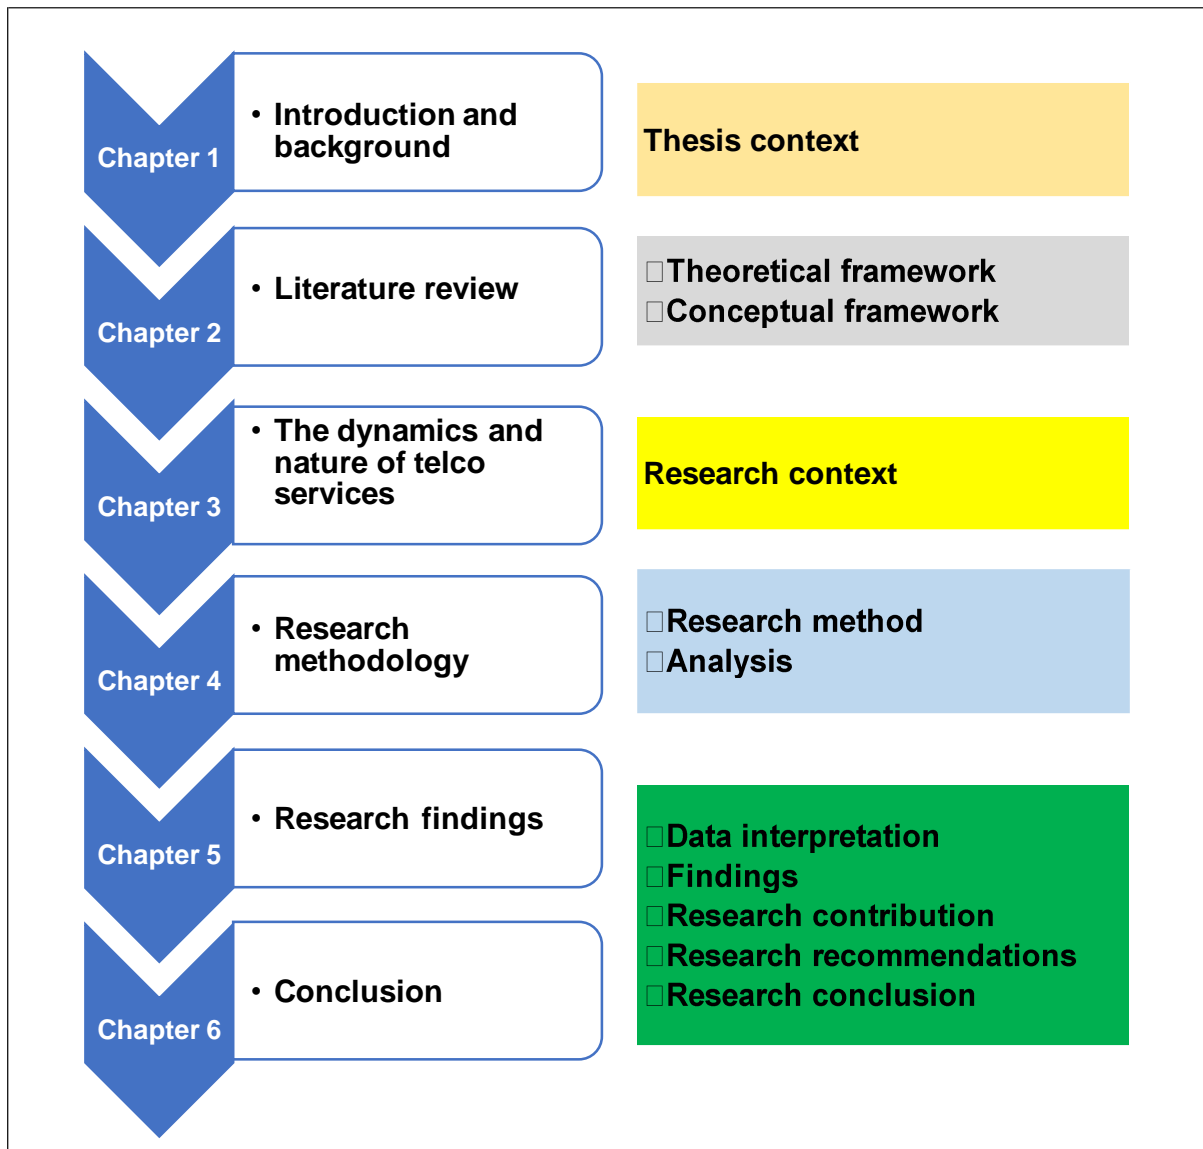 Chapter 1
• Introduction and
background
Thesis context
Chapter 2
• Literature review
□Theoretical framework
□Conceptual framework
Chapter 3
• The dynamics and
nature of telco
services
Research context
Chapter 4
• Research
methodology
□Research method
□Analysis
Chapter 5
• Research findings
Chapter 6
• Conclusion
□Data interpretation
□Findings
□Research contribution
□Research recommendations
□Research conclusion